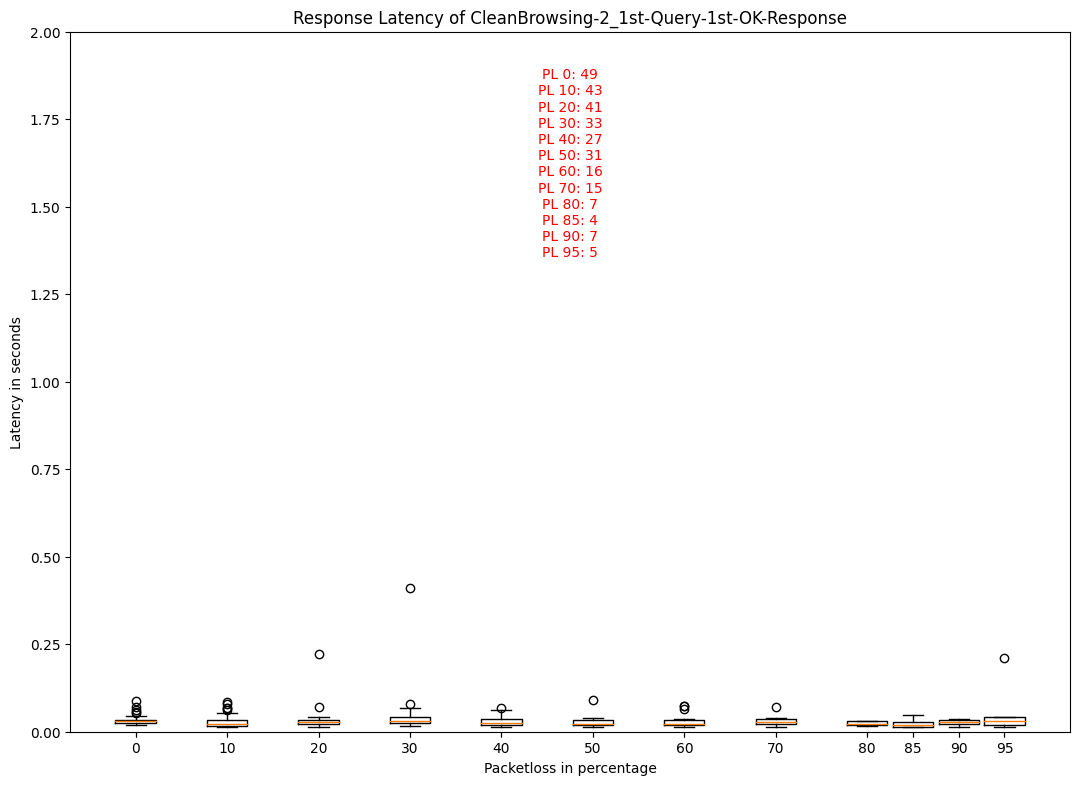 Response Latency of CleanBrowsing-2_1st-Query-1st-OK-Response
2.00
1.75
1.50
1.25
1.00
0.75
0.50
0.25
0.00
Latency in seconds
PL 0: 49
PL 10: 43
PL 20: 41
PL 30: 33
PL 40: 27
PL 50: 31
PL 60: 16
PL 70: 15
PL 80: 7
PL 85: 4
PL 90: 7
PL 95: 5
0 10 20 30 40 50 60 70 80 85 90 95
Packetloss in percentage